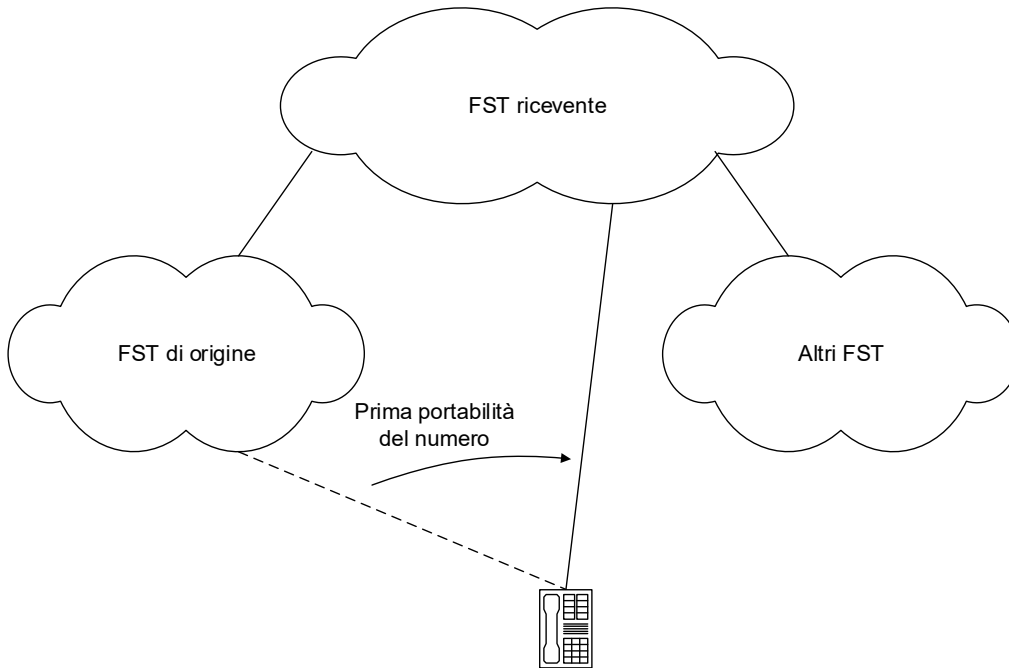 FST ricevente
FST di origine
Altri FST
Prima portabilità
del numero